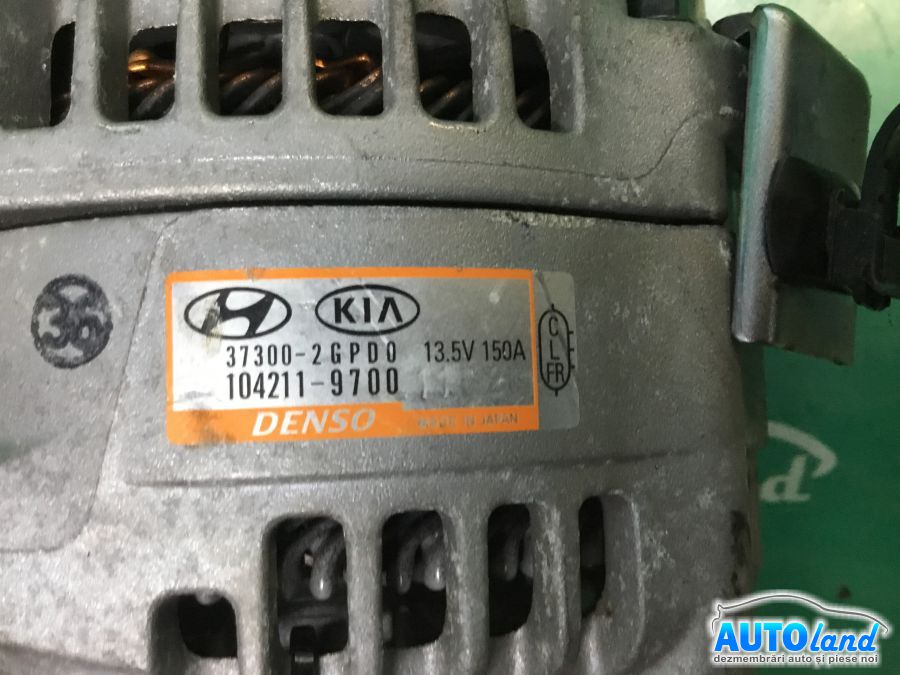 36
KIA
37300-2GPD0 13.5V 150A
104211-9700
DENSO MADE IN JAPAN
C
L
FR
AUTOland
dezmembrări auto și piese noi